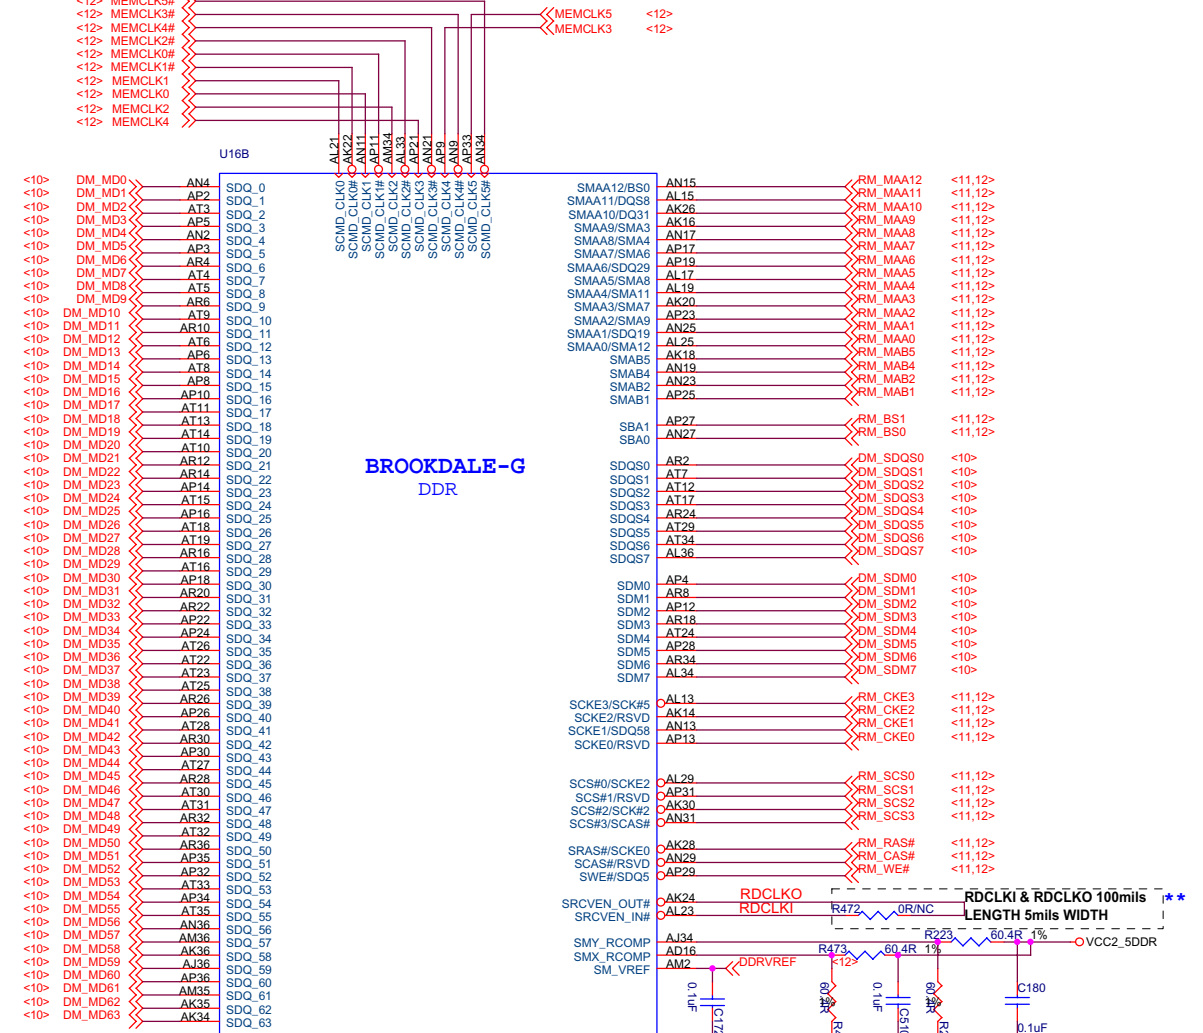 <12> MEMCLK5#
<12> MEMCLK3#
<12> MEMCLK4#
<12> MEMCLK2#
<12> MEMCLK0#
<12> MEMCLK1#
<12> MEMCLK1
<12> MEMCLK0
<12> MEMCLK2
<12> MEMCLK4
MEMCLK5 <12>
MEMCLK3 <12>
U16B
AL21 AK22 AN11 AP11 AM34 AL33 AP21 AN21 AP9 AN9 AP33 AN34
SCMD_CLK0 SCMD_CLK0# SCMD_CLK1 SCMD_CLK1# SCMD_CLK2 SCMD_CLK2# SCMD_CLK3 SCMD_CLK3# SCMD_CLK4 SCMD_CLK4# SCMD_CLK5 SCMD_CLK5#
BROOKDALE-G
DDR
<10> DM_MD0 AN4 SDQ_0
<10> DM_MD1 AP2 SDQ_1
<10> DM_MD2 AT3 SDQ_2
<10> DM_MD3 AP5 SDQ_3
<10> DM_MD4 AN2 SDQ_4
<10> DM_MD5 AP3 SDQ_5
<10> DM_MD6 AR4 SDQ_6
<10> DM_MD7 AT4 SDQ_7
<10> DM_MD8 AT5 SDQ_8
<10> DM_MD9 AR6 SDQ_9
<10> DM_MD10 AT9 SDQ_10
<10> DM_MD11 AR10 SDQ_11
<10> DM_MD12 AT6 SDQ_12
<10> DM_MD13 AP6 SDQ_13
<10> DM_MD14 AT8 SDQ_14
<10> DM_MD15 AP8 SDQ_15
<10> DM_MD16 AP10 SDQ_16
<10> DM_MD17 AT11 SDQ_17
<10> DM_MD18 AT13 SDQ_18
<10> DM_MD19 AT14 SDQ_19
<10> DM_MD20 AT10 SDQ_20
<10> DM_MD21 AR12 SDQ_21
<10> DM_MD22 AR14 SDQ_22
<10> DM_MD23 AP14 SDQ_23
<10> DM_MD24 AT15 SDQ_24
<10> DM_MD25 AP16 SDQ_25
<10> DM_MD26 AT18 SDQ_26
<10> DM_MD27 AT19 SDQ_27
<10> DM_MD28 AR16 SDQ_28
<10> DM_MD29 AT16 SDQ_29
<10> DM_MD30 AP18 SDQ_30
<10> DM_MD31 AR20 SDQ_31
<10> DM_MD32 AR22 SDQ_32
<10> DM_MD33 AP22 SDQ_33
<10> DM_MD34 AP24 SDQ_34
<10> DM_MD35 AT26 SDQ_35
<10> DM_MD36 AT22 SDQ_36
<10> DM_MD37 AT23 SDQ_37
<10> DM_MD38 AT25 SDQ_38
<10> DM_MD39 AR26 SDQ_39
<10> DM_MD40 AP26 SDQ_40
<10> DM_MD41 AT28 SDQ_41
<10> DM_MD42 AR30 SDQ_42
<10> DM_MD43 AP30 SDQ_43
<10> DM_MD44 AT27 SDQ_44
<10> DM_MD45 AR28 SDQ_45
<10> DM_MD46 AT30 SDQ_46
<10> DM_MD47 AT31 SDQ_47
<10> DM_MD48 AR32 SDQ_48
<10> DM_MD49 AT32 SDQ_49
<10> DM_MD50 AR36 SDQ_50
<10> DM_MD51 AP35 SDQ_51
<10> DM_MD52 AP32 SDQ_52
<10> DM_MD53 AT33 SDQ_53
<10> DM_MD54 AP34 SDQ_54
<10> DM_MD55 AT35 SDQ_55
<10> DM_MD56 AN36 SDQ_56
<10> DM_MD57 AM36 SDQ_57
<10> DM_MD58 AK36 SDQ_58
<10> DM_MD59 AJ36 SDQ_59
<10> DM_MD60 AP36 SDQ_60
<10> DM_MD61 AM35 SDQ_61
<10> DM_MD62 AK35 SDQ_62
<10> DM_MD63 AK34 SDQ_63
SMAA12/BS0 AN15 RM_MAA12 <11,12>
SMAA11/DQS8 AL15 RM_MAA11 <11,12>
SMAA10/DQ31 AK26 RM_MAA10 <11,12>
SMAA9/SMA3 AK16 RM_MAA9 <11,12>
SMAA8/SMA4 AN17 RM_MAA8 <11,12>
SMAA7/SMA6 AP17 RM_MAA7 <11,12>
SMAA6/SDQ29 AP19 RM_MAA6 <11,12>
SMAA5/SMA8 AL17 RM_MAA5 <11,12>
SMAA4/SMA11 AL19 RM_MAA4 <11,12>
SMAA3/SMA7 AK20 RM_MAA3 <11,12>
SMAA2/SMA9 AP23 RM_MAA2 <11,12>
SMAA1/SDQ19 AN25 RM_MAA1 <11,12>
SMAA0/SMA12 AL25 RM_MAA0 <11,12>
SMAB5 AK18 RM_MAB5 <11,12>
SMAB4 AN19 RM_MAB4 <11,12>
SMAB2 AN23 RM_MAB2 <11,12>
SMAB1 AP25 RM_MAB1 <11,12>
SBA1 AP27 RM_BS1 <11,12>
SBA0 AN27 RM_BS0 <11,12>
SDQS0 AR2 DM_SDQS0 <10>
SDQS1 AT7 DM_SDQS1 <10>
SDQS2 AT12 DM_SDQS2 <10>
SDQS3 AT17 DM_SDQS3 <10>
SDQS4 AR24 DM_SDQS4 <10>
SDQS5 AT29 DM_SDQS5 <10>
SDQS6 AT34 DM_SDQS6 <10>
SDQS7 AL36 DM_SDQS7 <10>
SDM0 AP4 DM_SDM0 <10>
SDM1 AR8 DM_SDM1 <10>
SDM2 AP12 DM_SDM2 <10>
SDM3 AR18 DM_SDM3 <10>
SDM4 AT24 DM_SDM4 <10>
SDM5 AP28 DM_SDM5 <10>
SDM6 AR34 DM_SDM6 <10>
SDM7 AL34 DM_SDM7 <10>
SCKE3/SCK#5 AL13 RM_CKE3 <11,12>
SCKE2/RSVD AK14 RM_CKE2 <11,12>
SCKE1/SDQ58 AN13 RM_CKE1 <11,12>
SCKE0/RSVD AP13 RM_CKE0 <11,12>
SCS#0/SCKE2 AL29 RM_SCS0 <11,12>
SCS#1/RSVD AP31 RM_SCS1 <11,12>
SCS#2/SCK#2 AK30 RM_SCS2 <11,12>
SCS#3/SCAS# AN31 RM_SCS3 <11,12>
SRAS#/SCKE0 AK28 RM_RAS# <11,12>
SCAS#/RSVD AN29 RM_CAS# <11,12>
SWE#/SDQ5 AP29 RM_WE# <11,12>
SRCVEN_OUT# AK24 RDCLKO
SRCVEN_IN# AL23 RDCLKI R472 0R/NC
RDCLKI & RDCLKO 100mils **
LENGTH 5mils WIDTH
SMY_RCOMP AJ34 R223 60.4R 1% VCC2_5DDR
SMX_RCOMP AD16 R473 60.4R 1%
SM_VREF AM2 DDRVREF <12>
0.1uF C172
0.1uF C510
C180
0.1uF